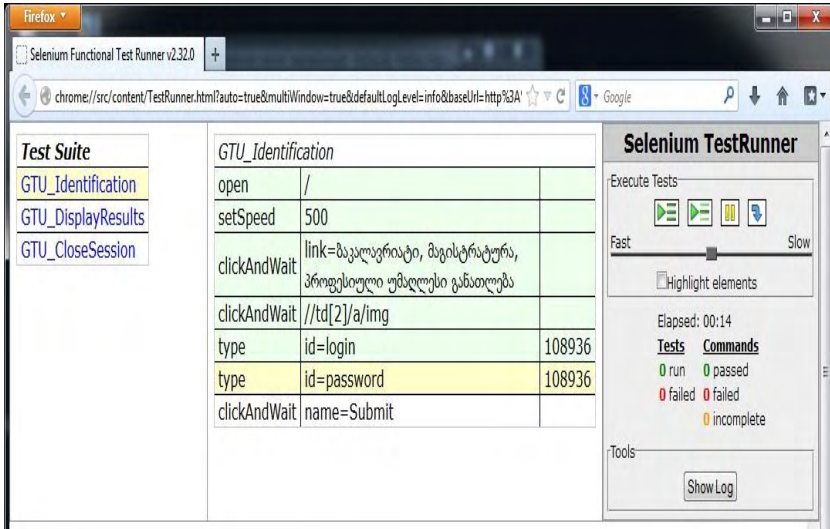 Firefox
Selenium Functional Test Runner v2.32.0
chrome://src/content/TestRunner.html?auto=true&multiWindow=true&defaultLogLevel=info&baseUrl=http%3A'
Google
Test Suite
GTU_Identification
GTU_DisplayResults
GTU_CloseSession
GTU_Identification
open /
setSpeed 500
clickAndWait link=ბაკალავრიატი, მაგისტრატურა,
პროფესიული უმაღლესი განათლება
clickAndWait //td[2]/a/img
type id=login 108936
type id=password 108936
clickAndWait name=Submit
Selenium TestRunner
Execute Tests
Fast Slow
Highlight elements
Elapsed: 00:14
Tests Commands
0 run 0 passed
0 failed 0 failed
0 incomplete
Tools
Show Log